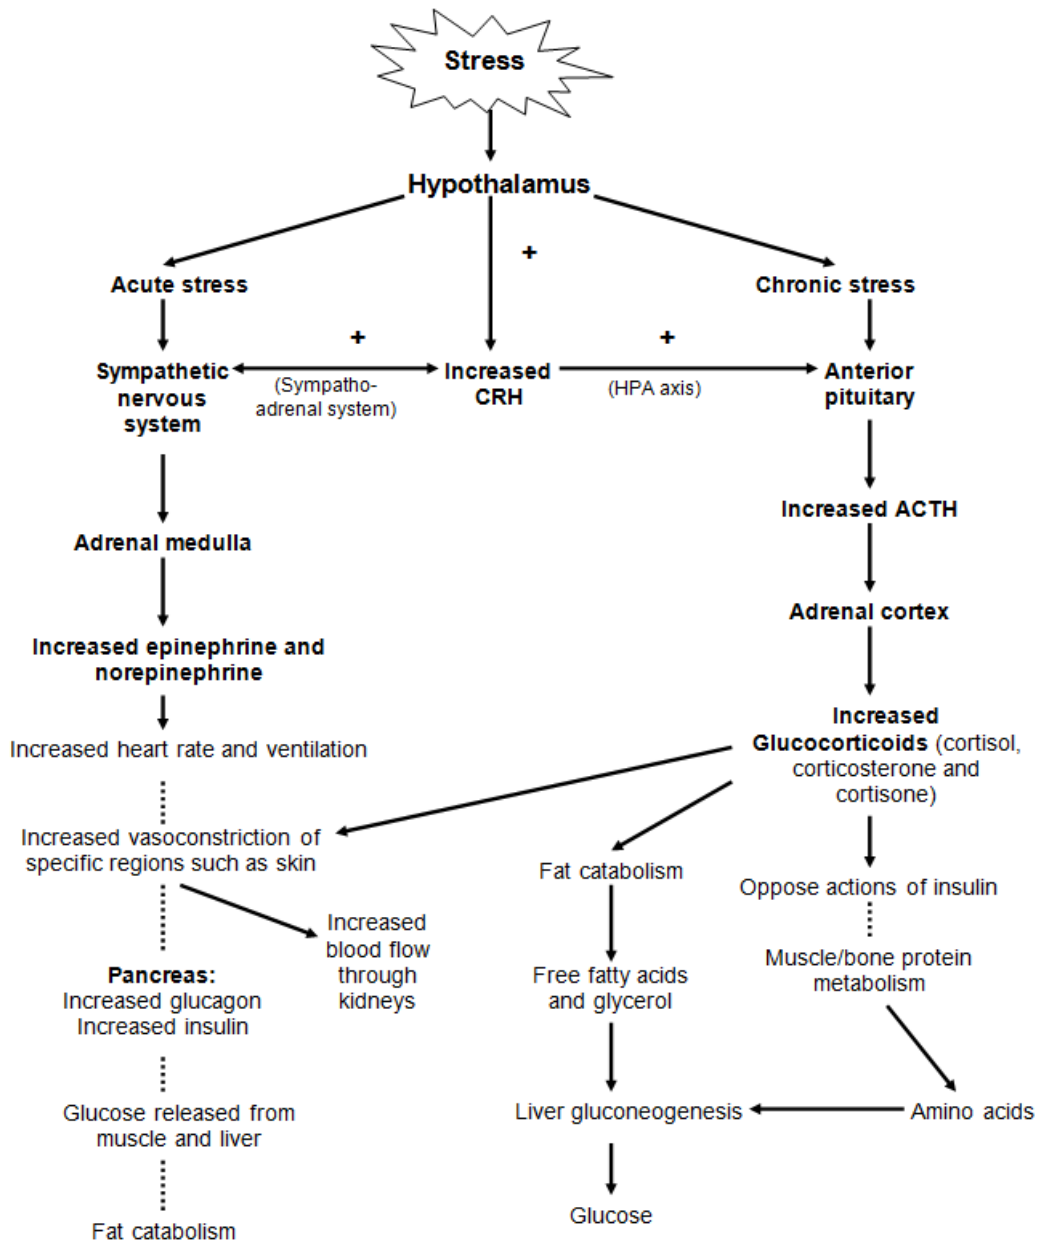 Stress
Hypothalamus
+
Acute stress
Chronic stress
+
+
Sympathetic
nervous
system
(Sympato-
adrenal system)
Increased
CRH
(HPA axis)
Anterior
pituitary
Increased ACTH
Adrenal medulla
Adrenal cortex
Increased epinephrine and
norepinephrine
Increased
Glucocorticoids (cortisol,
corticosterone and
cortisone)
Increased heart rate and ventilation
Increased vasoconstriction of
specific regions such as skin
Fat catabolism
Oppose actions of insulin
Increased
blood flow
through
kidneys
Muscle/bone protein
metabolism
Pancreas:
Increased glucagon
Increased insulin
Free fatty acids
and glycerol
Glucose released from
muscle and liver
Liver gluconeogenesis
Amino acids
Glucose
Fat catabolism